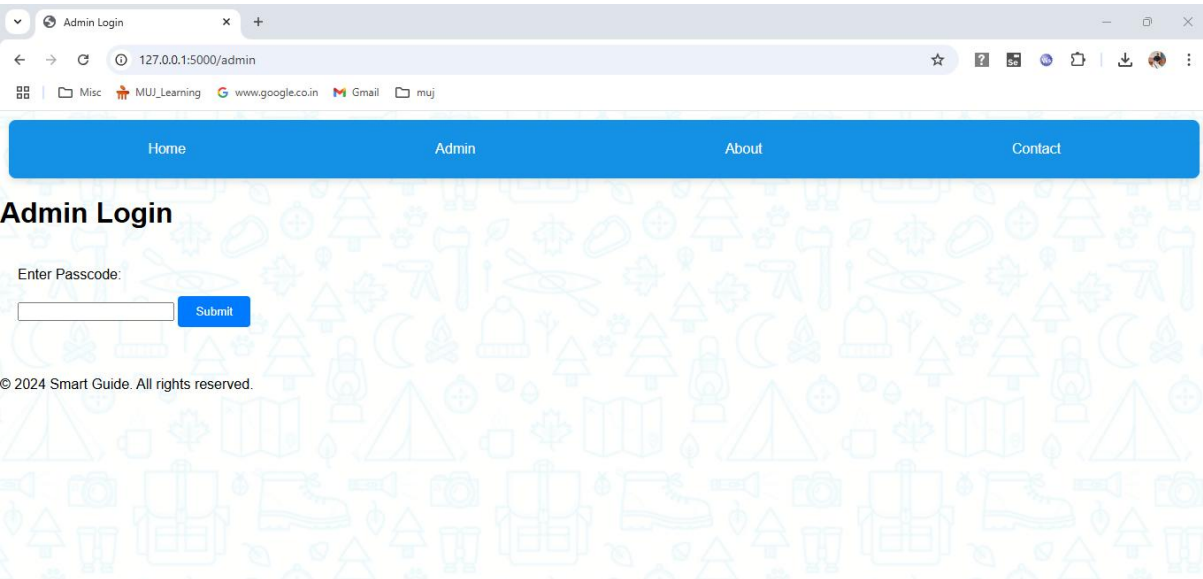 Admin Login
127.0.0.1:5000/admin
Misc MUJ_Learning www.google.co.in Gmail muj
Home Admin About Contact
Admin Login
Enter Passcode:
Submit
© 2024 Smart Guide. All rights reserved.